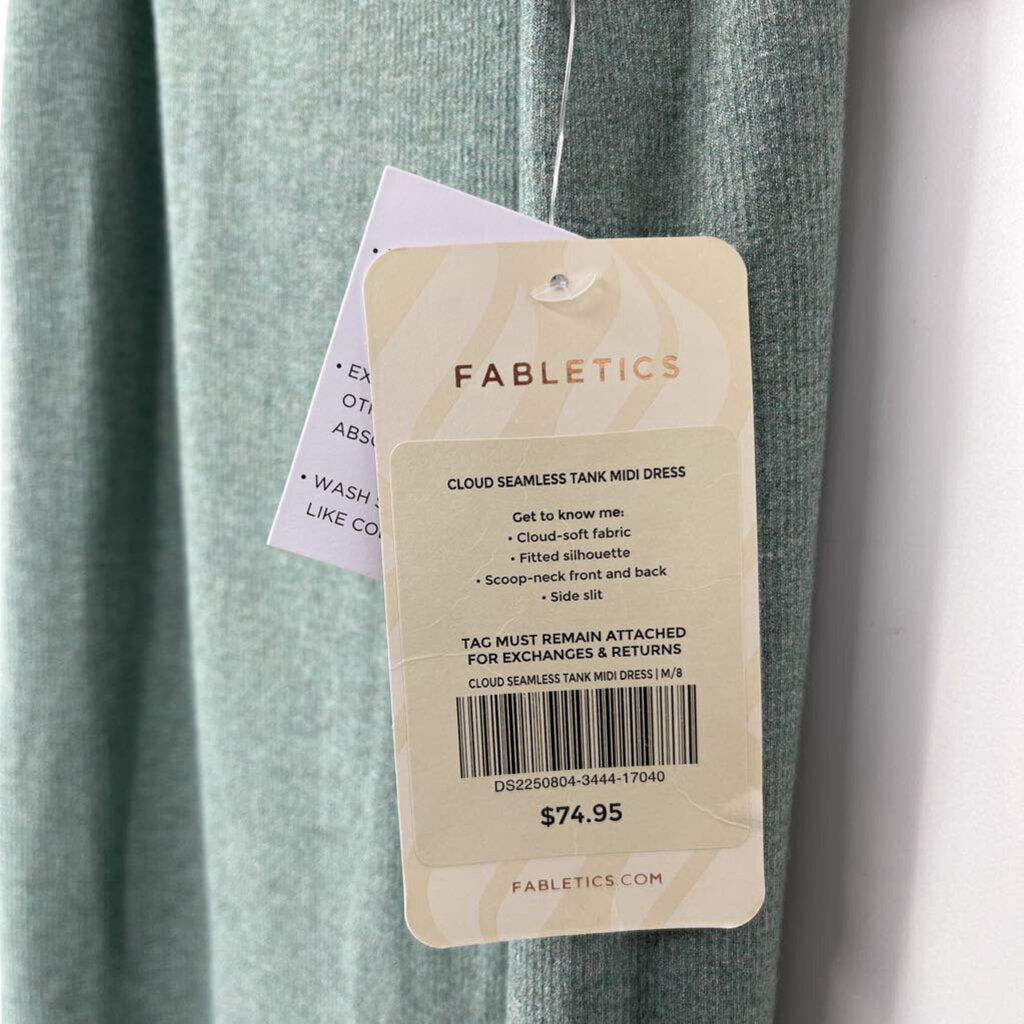 FABLETICS
CLOUD SEAMLESS TANK MIDI DRESS
Get to know me:
• Cloud-soft fabric
• Fitted silhouette
• Scoop-neck front and back
• Side slit
TAG MUST REMAIN ATTACHED
FOR EXCHANGES & RETURNS
CLOUD SEAMLESS TANK MIDI DRESS | M/8
DS2250804-3444-17040
$74.95
FABLETICS.COM
• WASH
LIKE